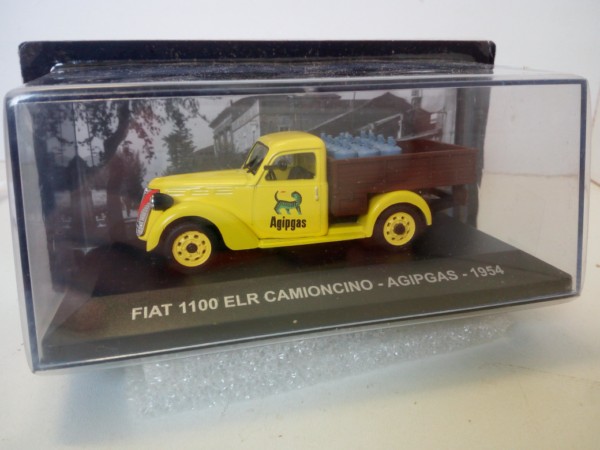 Agipgas
FIAT 1100 ELR CAMIONCINO - AGIPGAS - 1954